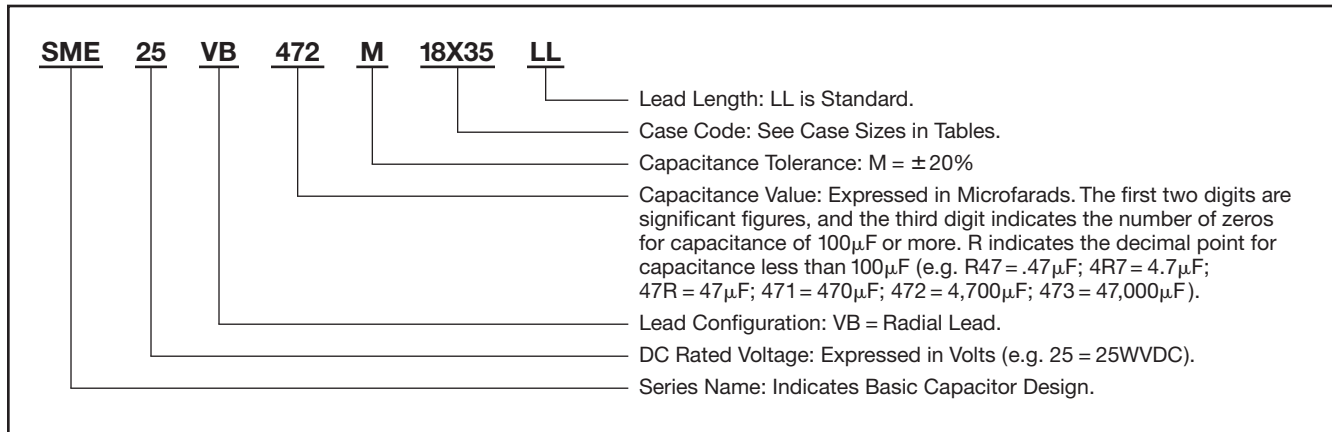 SME 25 VB 472 M 18X35 LL
Lead Length: LL is Standard.
Case Code: See Case Sizes in Tables.
Capacitance Tolerance: M = ±20%
Capacitance Value: Expressed in Microfarads. The first two digits are
significant figures, and the third digit indicates the number of zeros
for capacitance of 100µF or more. R indicates the decimal point for
capacitance less than 100µF (e.g. R47 = .47µF; 4R7 = 4.7µF;
47R = 47µF; 471 = 470µF; 472 = 4,700µF; 473 = 47,000µF).
Lead Configuration: VB = Radial Lead.
DC Rated Voltage: Expressed in Volts (e.g. 25 = 25WVDC).
Series Name: Indicates Basic Capacitor Design.